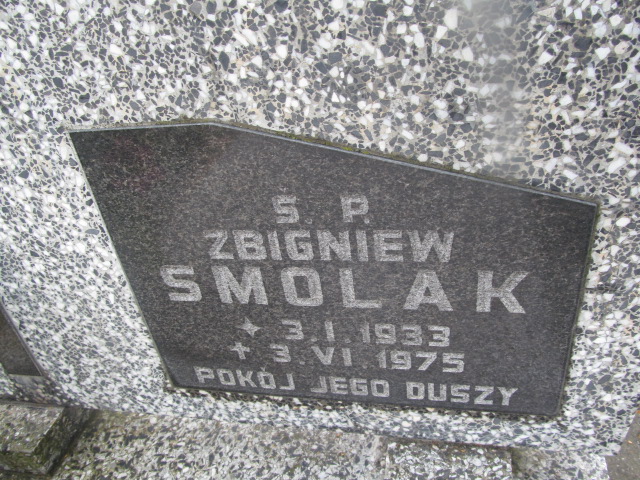 Ś. P.
ZBIGNIEW
SMOLAK
✦ 3.I.1933
+ 3.VI.1975
POKÓJ JEGO DUSZY